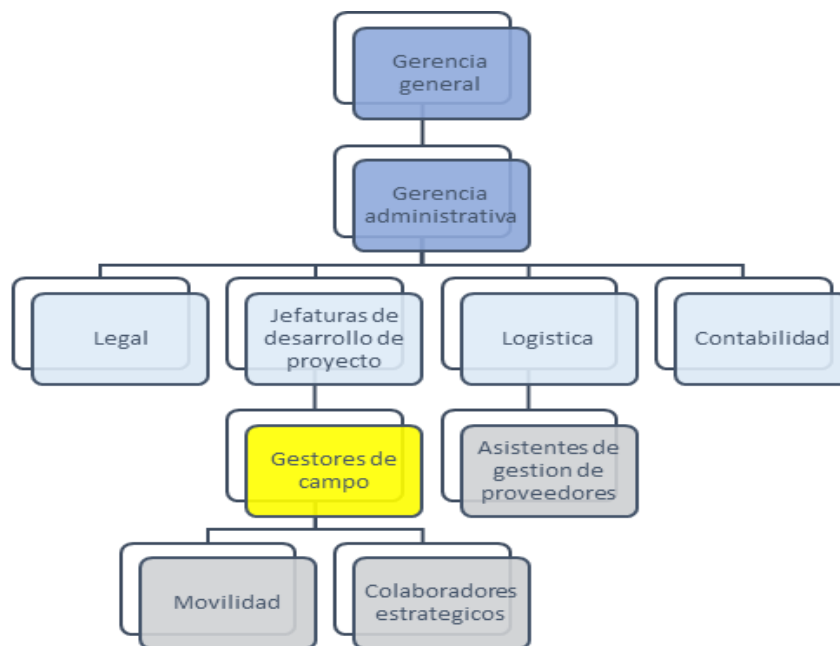 Gerencia
general
Gerencia
administrativa
Legal
Jefaturas de
desarrollo de
proyecto
Logistica
Contabilidad
Gestores de
campo
Asistentes de
gestion de
proveedores
Movilidad
Colaboradores
estrategicos